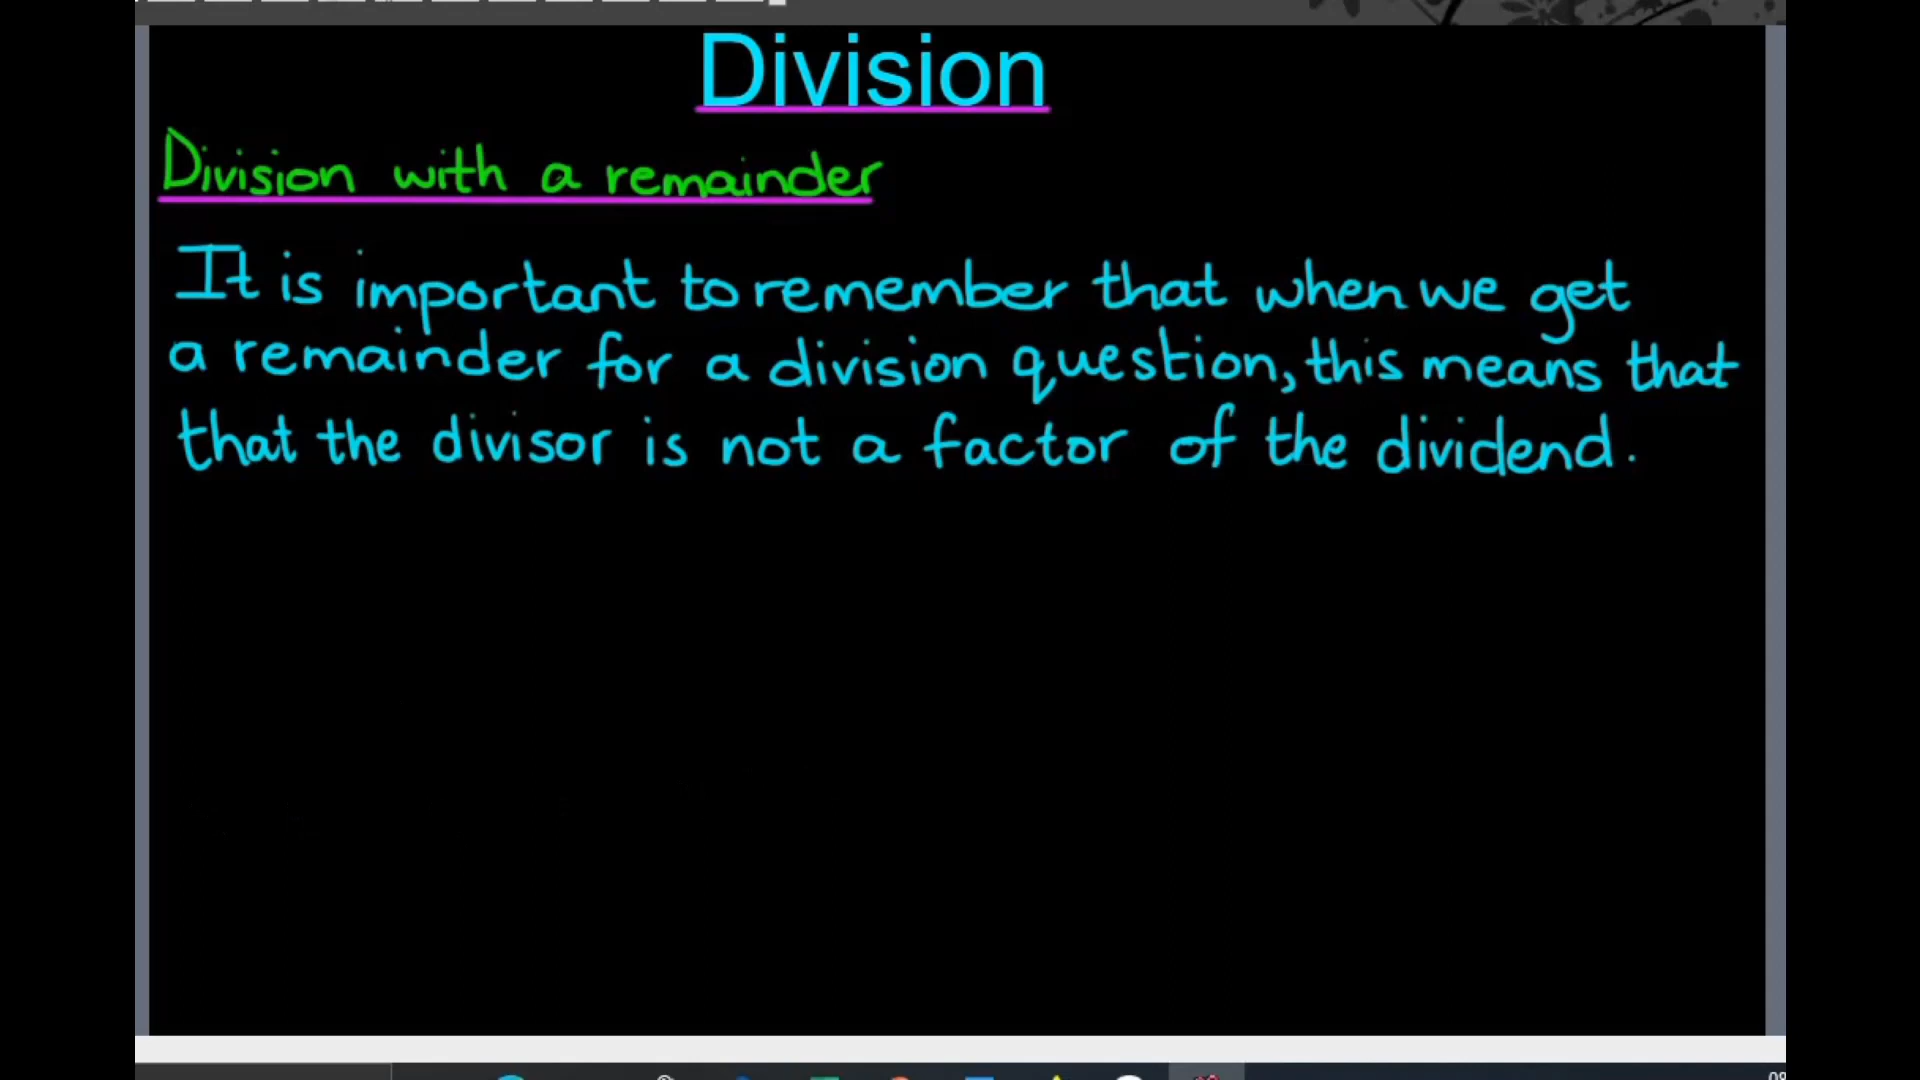 Division
Division with a remainder
It is important to remember that when we get
a remainder for a division question, this means that
that the divisor is not a factor of the dividend.